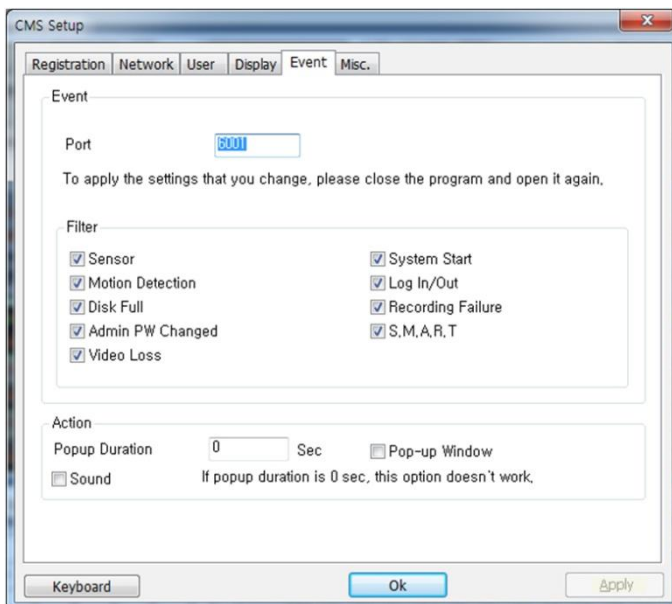 CMS Setup
Registration Network User Display Event Misc.
Event
Port 6001
To apply the settings that you change, please close the program and open it again,
Filter
Sensor System Start
Motion Detection Log In/Out
Disk Full Recording Failure
Admin PW Changed S,M,A,R,T
Video Loss
Action
Popup Duration 0 Sec Pop-up Window
Sound If popup duration is 0 sec, this option doesn't work,
Keyboard Ok Apply